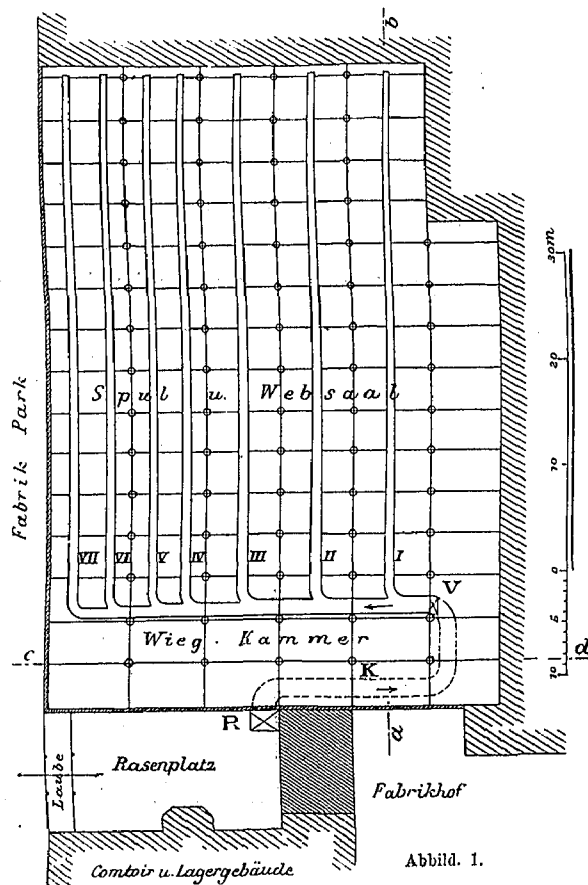 b
Fabrik Park
Spul u. Websaal
30m
20
10
0
5
10
VII VI V IV III II I
V
Wieg. Kammer
c
d
K
R
a
Laube
Rasenplatz
Fabrikhof
Comtoir u. Lagergebäude
Abbild. 1.